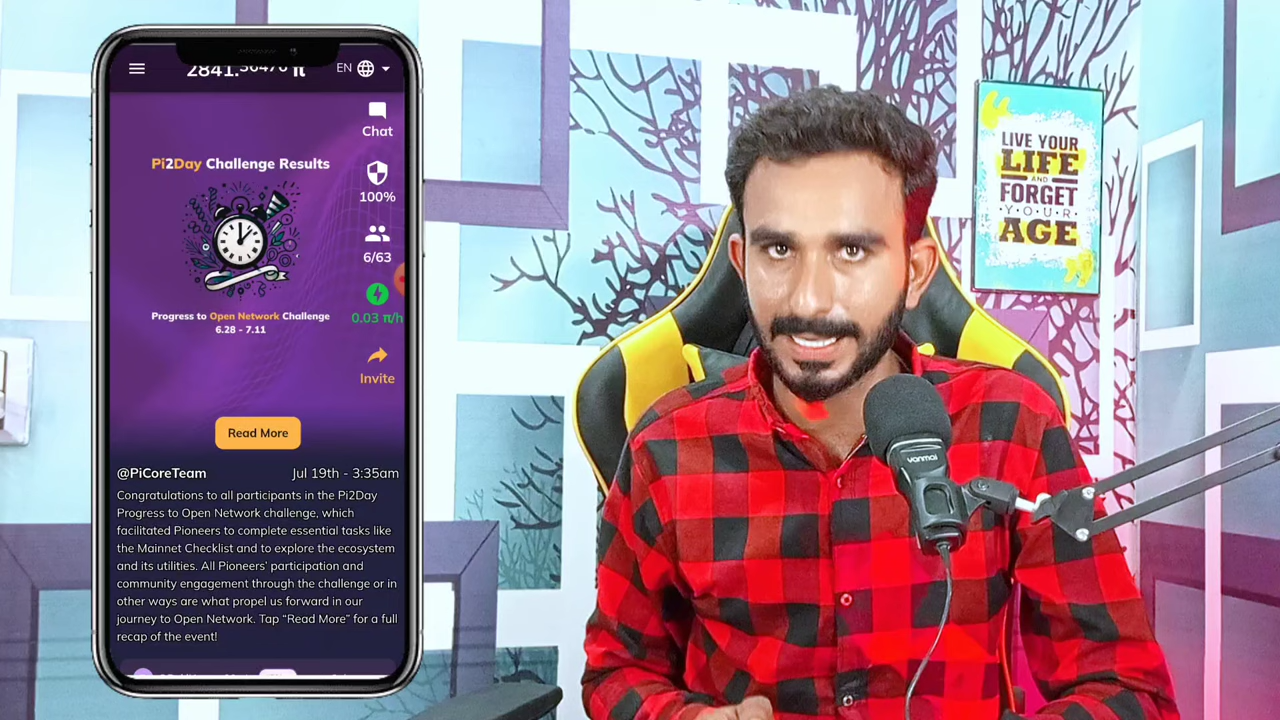 2841.36476 π
EN
Chat
Pi2Day Challenge Results
100%
6/63
0.03 π/h
Progress to Open Network Challenge
6.28 - 7.11
Invite
Read More
@PiCoreTeam
Jul 19th - 3:35am
Congratulations to all participants in the Pi2Day
Progress to Open Network challenge, which
facilitated Pioneers to complete essential tasks like
the Mainnet Checklist and to explore the ecosystem
and its utilities. All Pioneers' participation and
community engagement through the challenge or in
other ways are what propel us forward in our
journey to Open Network. Tap “Read More” for a full
recap of the event!
LIVE YOUR
LIFE
AND
FORGET
YOUR
AGE
vanmai